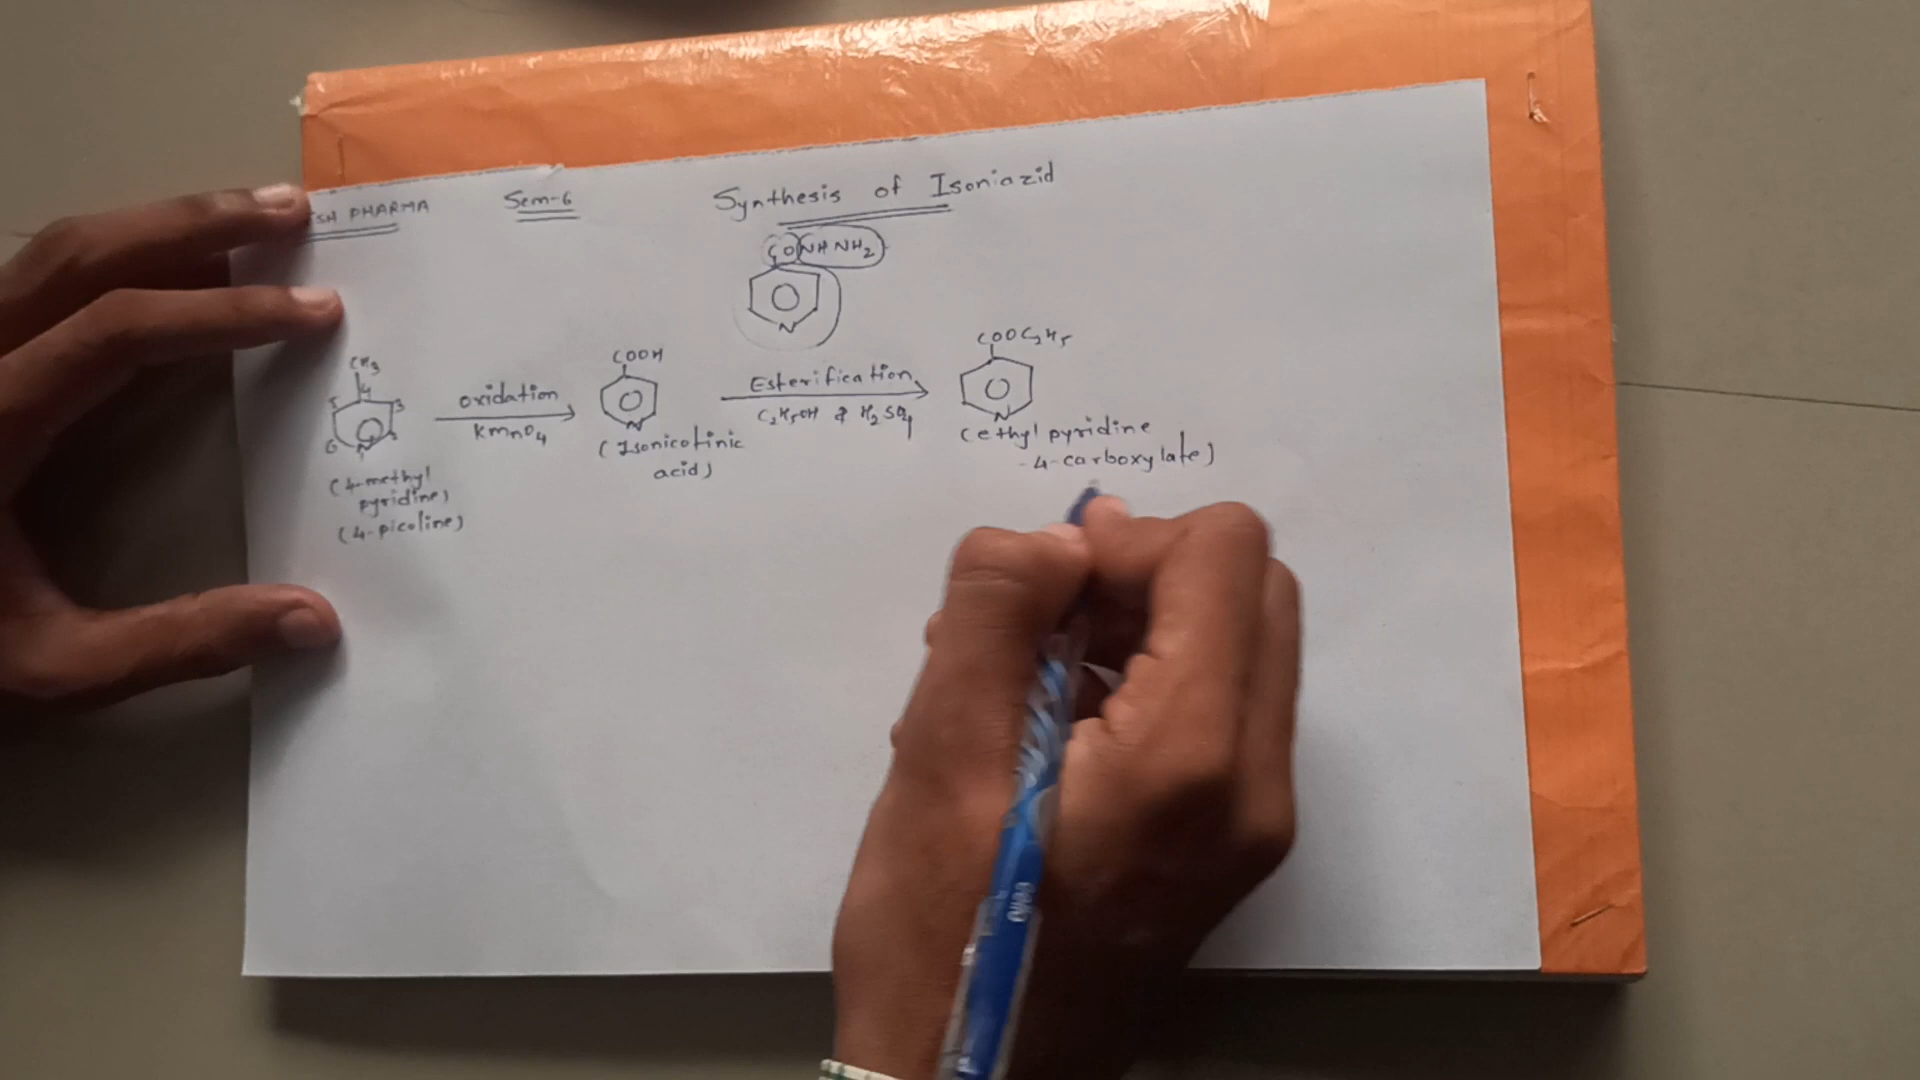 SH PHARMA Sem-6 Synthesis of Isoniazid
CONHNH2
N
CH3
4
5 3
6
N
1
(4-methyl
pyridine)
(4-picoline)
oxidation
KMnO4
COOH
N
(Isonicotinic
acid)
Esterification
C2H5OH & H2SO4
COOC2H5
N
(ethyl pyridine
-4-carboxylate)